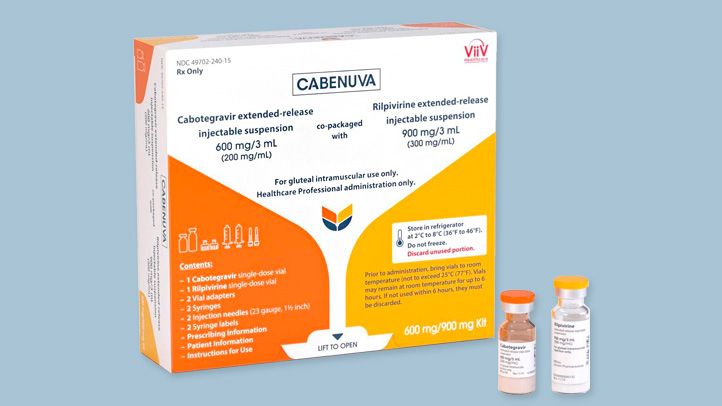 NDC 49702-240-15
Rx Only
ViiV
Healthcare
CABENUVA
Cabotegravir extended-release
injectable suspension
600 mg/3 mL
(200 mg/mL)
co-packaged
with
Rilpivirine extended-release
injectable suspension
900 mg/3 mL
(300 mg/mL)
For gluteal intramuscular use only.
Healthcare Professional administration only.
Store in refrigerator
at 2°C to 8°C (36°F to 46°F).
Do not freeze.
Discard unused portion.
Contents:
– 1 Cabotegravir single-dose vial
– 1 Rilpivirine single-dose vial
– 2 Vial adapters
– 2 Syringes
– 2 Injection needles (23 gauge, 1½ inch)
– 2 Syringe labels
– Prescribing Information
– Patient Information
– Instructions for Use
Prior to administration, bring vials to room
temperature (not to exceed 25°C (77°F). Vials
may remain at room temperature for up to 6
hours. If not used within 6 hours, they must
be discarded.
600 mg/900 mg Kit
LIFT TO OPEN
CABENUVA
Cabotegravir
Rilpivirine